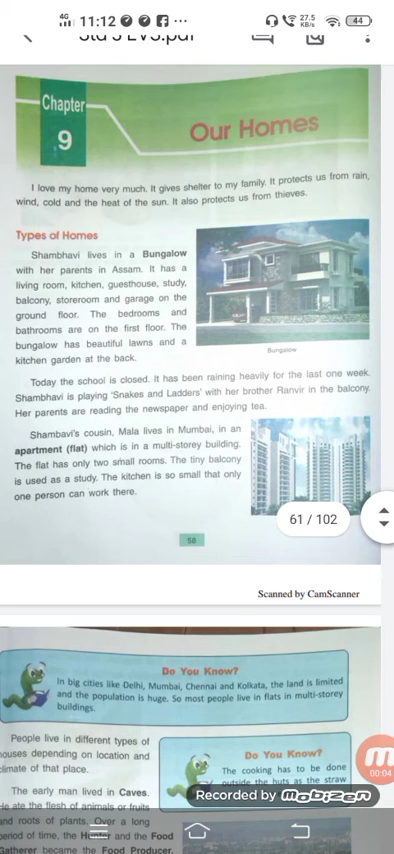 4G 11:12 27.5 KB/s 44
Std 3 EVS.pdf
Chapter
9
Our Homes
I love my home very much. It gives shelter to my family. It protects us from rain,
wind, cold and the heat of the sun. It also protects us from thieves.
Types of Homes
Shambhavi lives in a Bungalow
with her parents in Assam. It has a
living room, kitchen, guesthouse, study,
balcony, storeroom and garage on the
ground floor. The bedrooms and
bathrooms are on the first floor. The
bungalow has beautiful lawns and a
kitchen garden at the back.
Bungalow
Today the school is closed. It has been raining heavily for the last one week.
Shambhavi is playing 'Snakes and Ladders' with her brother Ranvir in the balcony.
Her parents are reading the newspaper and enjoying tea.
Shambavi's cousin, Mala lives in Mumbai, in an
apartment (flat) which is in a multi-storey building.
The flat has only two small rooms. The tiny balcony
is used as a study. The kitchen is so small that only
one person can work there.
61 / 102
58
Scanned by CamScanner
Do You Know?
In big cities like Delhi, Mumbai, Chennai and Kolkata, the land is limited
and the population is huge. So most people live in flats in multi-storey
buildings.
People live in different types of
houses depending on location and
climate of that place.
Do You Know?
The cooking has to be done
outside the huts as the straw
The early man lived in Caves.
He ate the flesh of animals or fruits
and roots of plants. Over a long
period of time, the Hunter and the Food
Gatherer became the Food Producer.
00:04
Recorded by mobizen